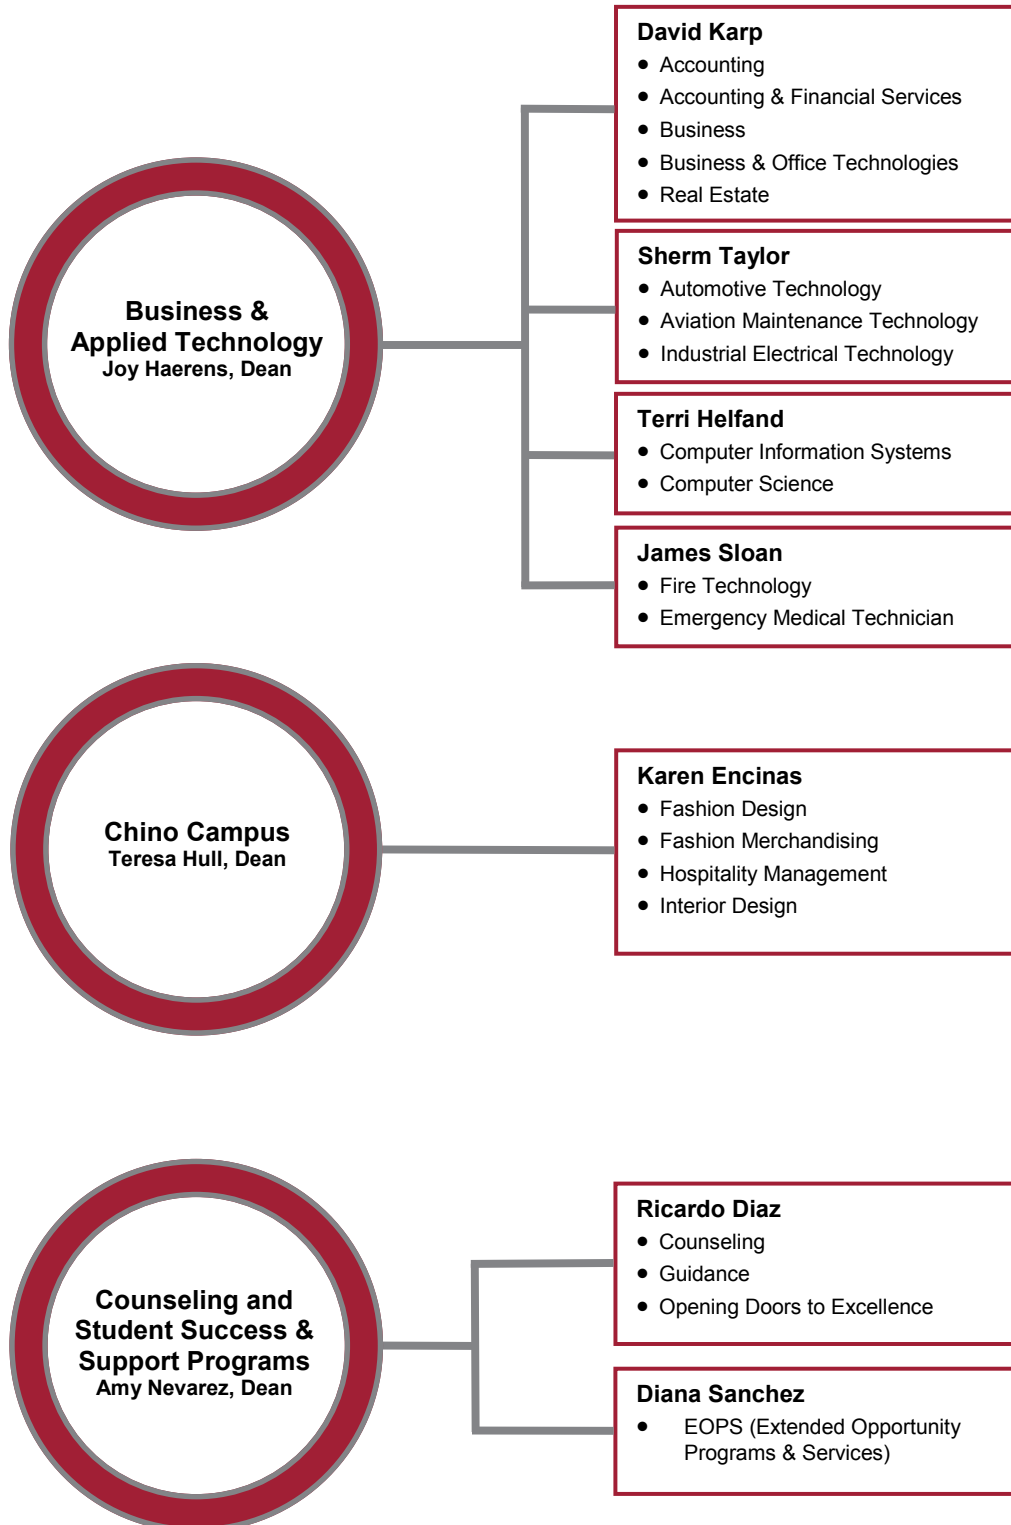 David Karp
• Accounting
• Accounting & Financial Services
• Business
• Business & Office Technologies
• Real Estate
Business &
Applied Technology
Joy Haerens, Dean
Sherm Taylor
• Automotive Technology
• Aviation Maintenance Technology
• Industrial Electrical Technology
Terri Helfand
• Computer Information Systems
• Computer Science
James Sloan
• Fire Technology
• Emergency Medical Technician
Chino Campus
Teresa Hull, Dean
Karen Encinas
• Fashion Design
• Fashion Merchandising
• Hospitality Management
• Interior Design
Counseling and
Student Success &
Support Programs
Amy Nevarez, Dean
Ricardo Diaz
• Counseling
• Guidance
• Opening Doors to Excellence
Diana Sanchez
• EOPS (Extended Opportunity
Programs & Services)